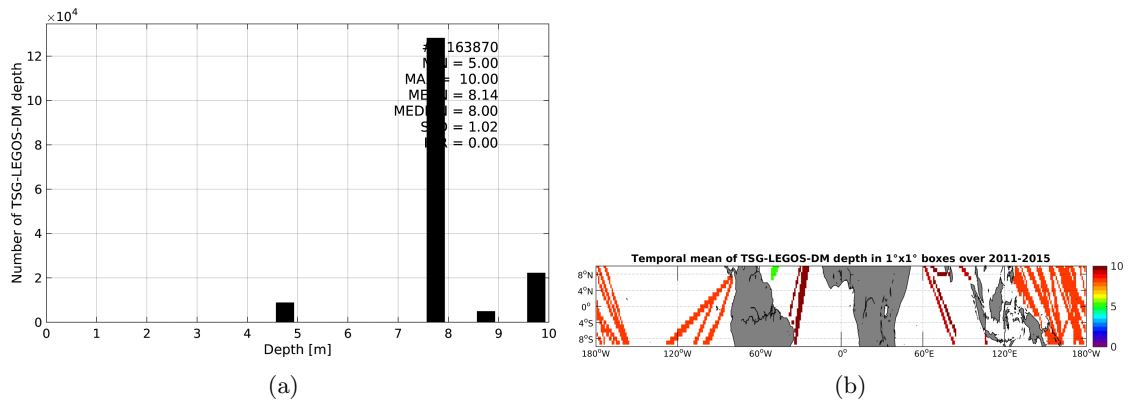 ×10⁴
12
10
8
6
4
2
0
Number of TSG-LEGOS-DM depth
163870
= 5.00
= 10.00
= 8.14
= 8.00
= 1.02
= 0.00
0 1 2 3 4 5 6 7 8 9 10
Depth [m]
(a)
Temporal mean of TSG-LEGOS-DM depth in 1°x1° boxes over 2011-2015
8°N
4°N
0°
4°S
8°S
180°W 120°W 60°W 0° 60°E 120°E 180°W
10
5
0
(b)